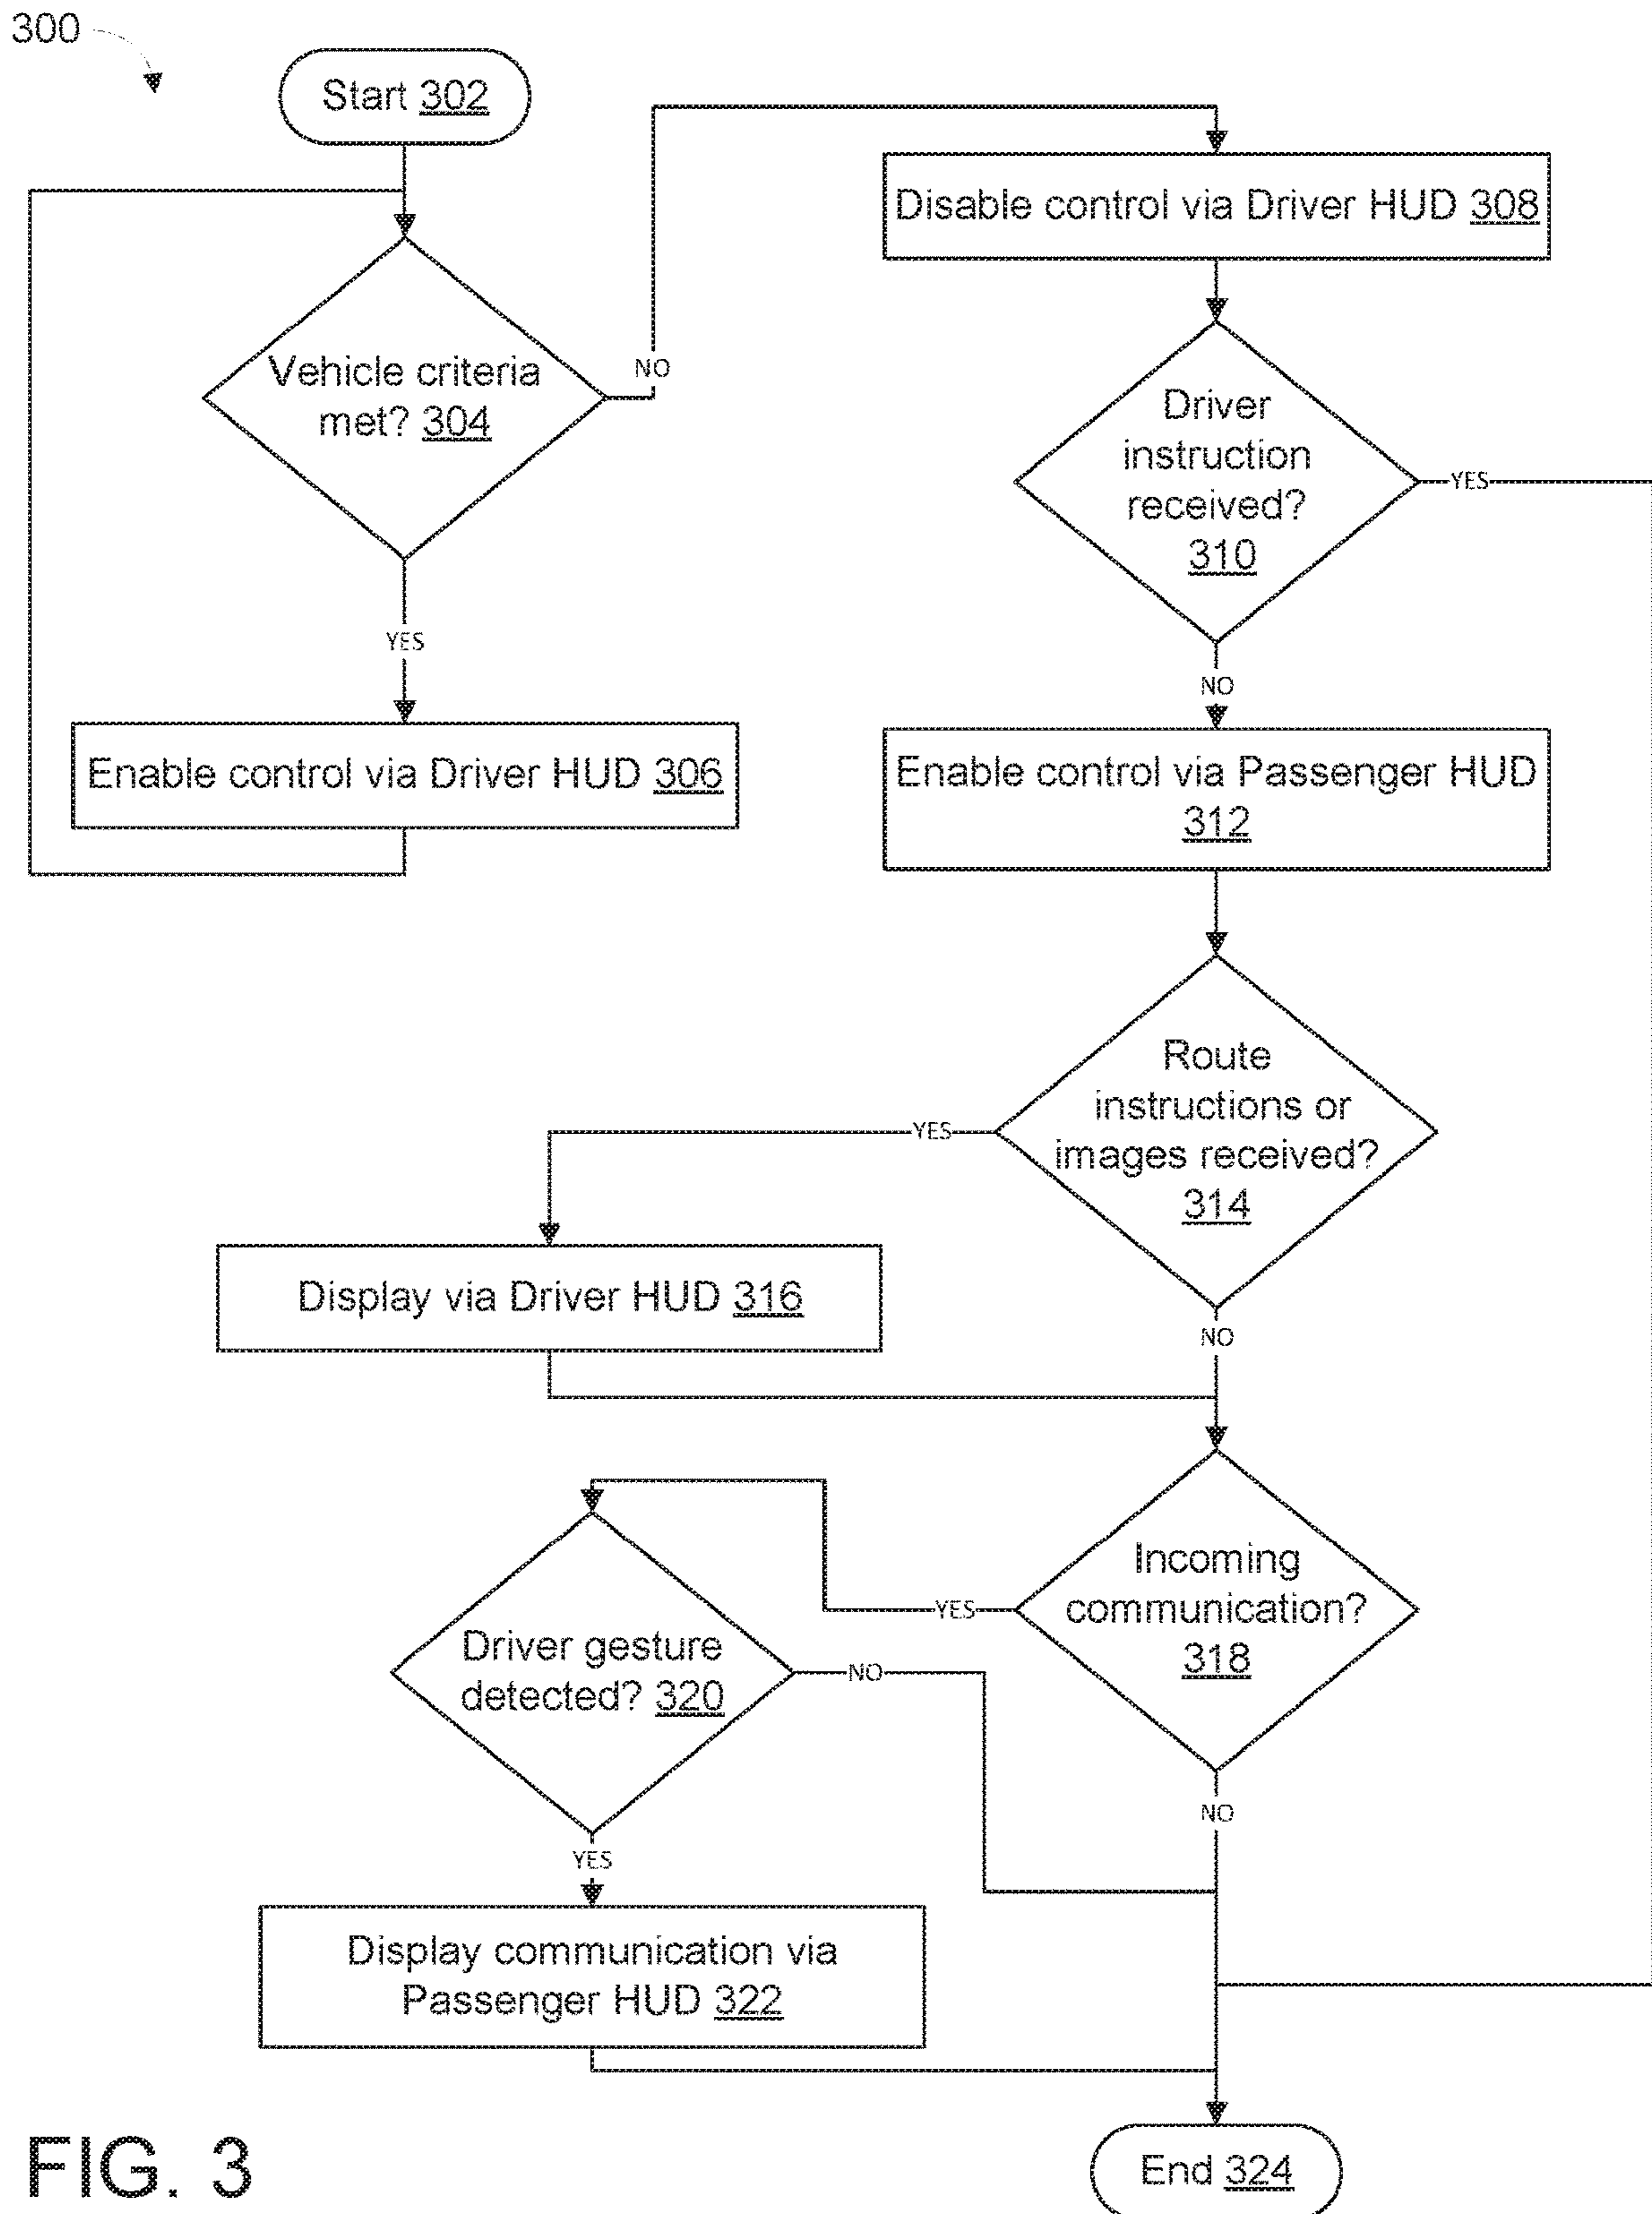 300
Start 302
Vehicle criteria
met? 304
NO
YES
Enable control via Driver HUD 306
Disable control via Driver HUD 308
Driver
instruction
received?
310
YES
NO
Enable control via Passenger HUD
312
Route
instructions or
images received?
314
YES
NO
Display via Driver HUD 316
Incoming
communication?
318
YES
NO
Driver gesture
detected? 320
NO
YES
Display communication via
Passenger HUD 322
End 324
FIG. 3